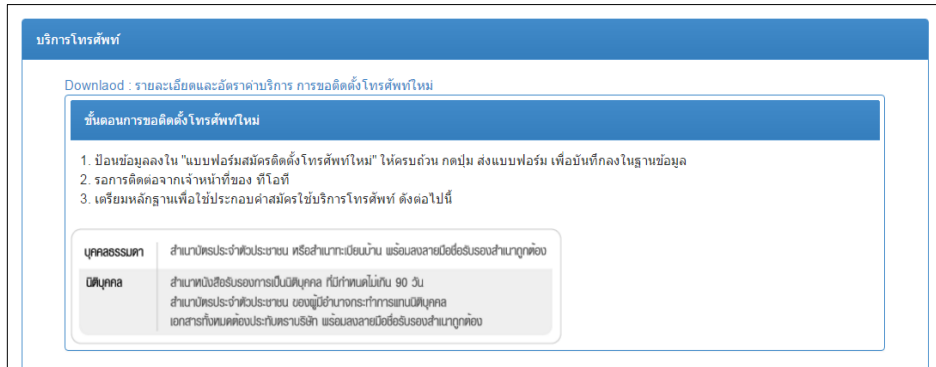 บริการโทรศัพท์
Downlaod : รายละเอียดและอัตราค่าบริการ การขอติดตั้งโทรศัพท์ใหม่
ขั้นตอนการขอติดตั้งโทรศัพท์ใหม่
1. ป้อนข้อมูลลงใน "แบบฟอร์มสมัครติดตั้งโทรศัพท์ใหม่" ให้ครบถ้วน กดปุ่ม ส่งแบบฟอร์ม เพื่อบันทึกลงในฐานข้อมูล
2. รอการติดต่อจากเจ้าหน้าที่ของ ทีโอที
3. เตรียมหลักฐานเพื่อใช้ประกอบคำสมัครใช้บริการโทรศัพท์ ดังต่อไปนี้
บุคคลธรรมดา สำเนาบัตรประจำตัวประชาชน หรือสำเนาทะเบียนบ้าน พร้อมลงลายมือชื่อรับรองสำเนาถูกต้อง
นิติบุคคล สำเนาหนังสือรับรองการเป็นนิติบุคคล ที่มีกำหนดไม่เกิน 90 วัน
สำเนาบัตรประจำตัวประชาชน ของผู้มีอำนาจกระทำการแทนนิติบุคคล
เอกสารทั้งหมดต้องประทับตราบริษัท พร้อมลงลายมือชื่อรับรองสำเนาถูกต้อง